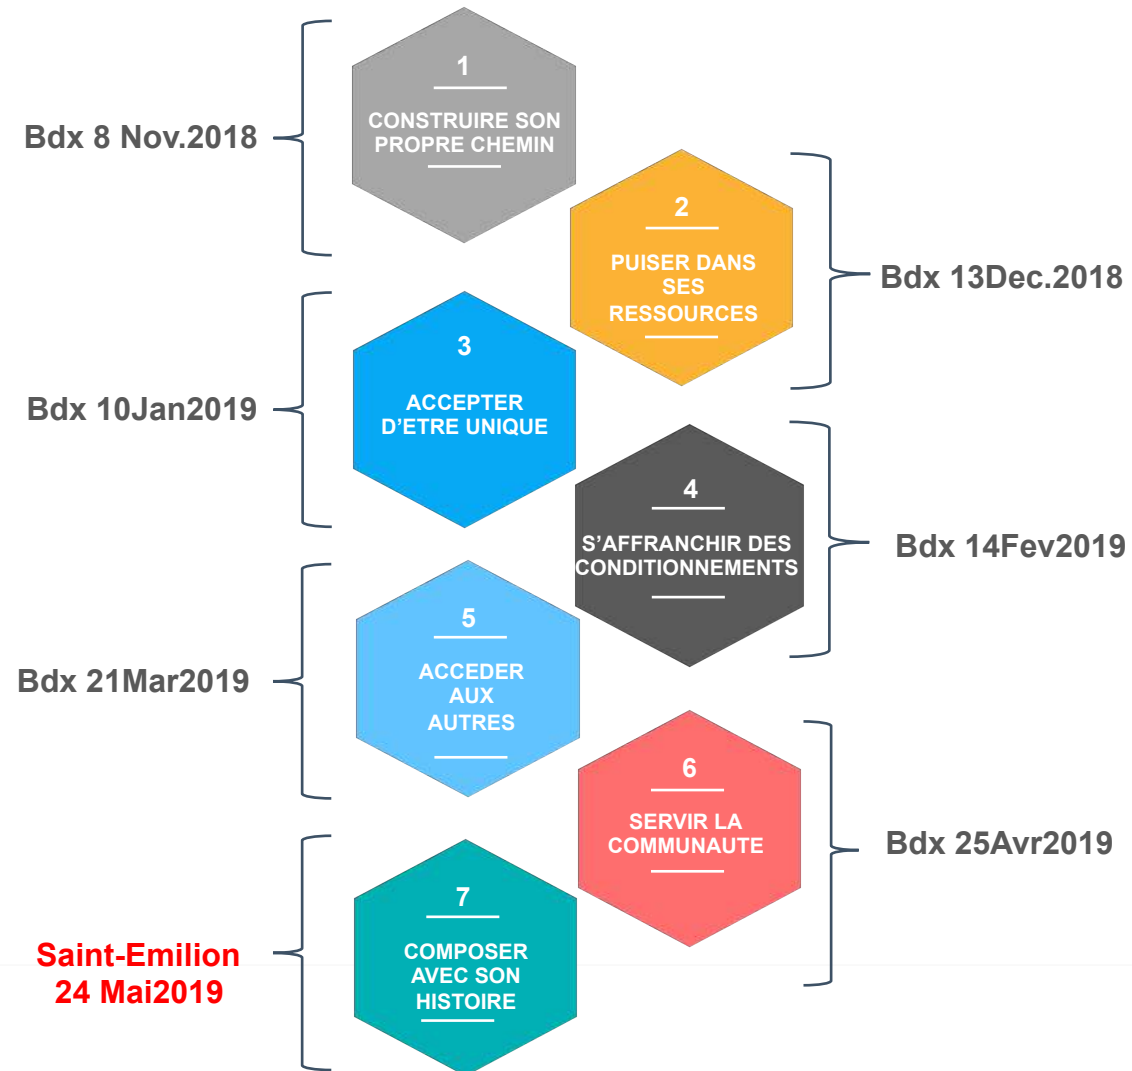 Bdx 8 Nov.2018
1
CONSTRUIRE SON
PROPRE CHEMIN
2
PUISER DANS
SES
RESSOURCES
Bdx 13Dec.2018
Bdx 10Jan2019
3
ACCEPTER
D’ETRE UNIQUE
4
S’AFFRANCHIR DES
CONDITIONNEMENTS
Bdx 14Fev2019
Bdx 21Mar2019
5
ACCEDER
AUX
AUTRES
6
SERVIR LA
COMMUNAUTE
Bdx 25Avr2019
Saint-Emilion
24 Mai2019
7
COMPOSER
AVEC SON
HISTOIRE